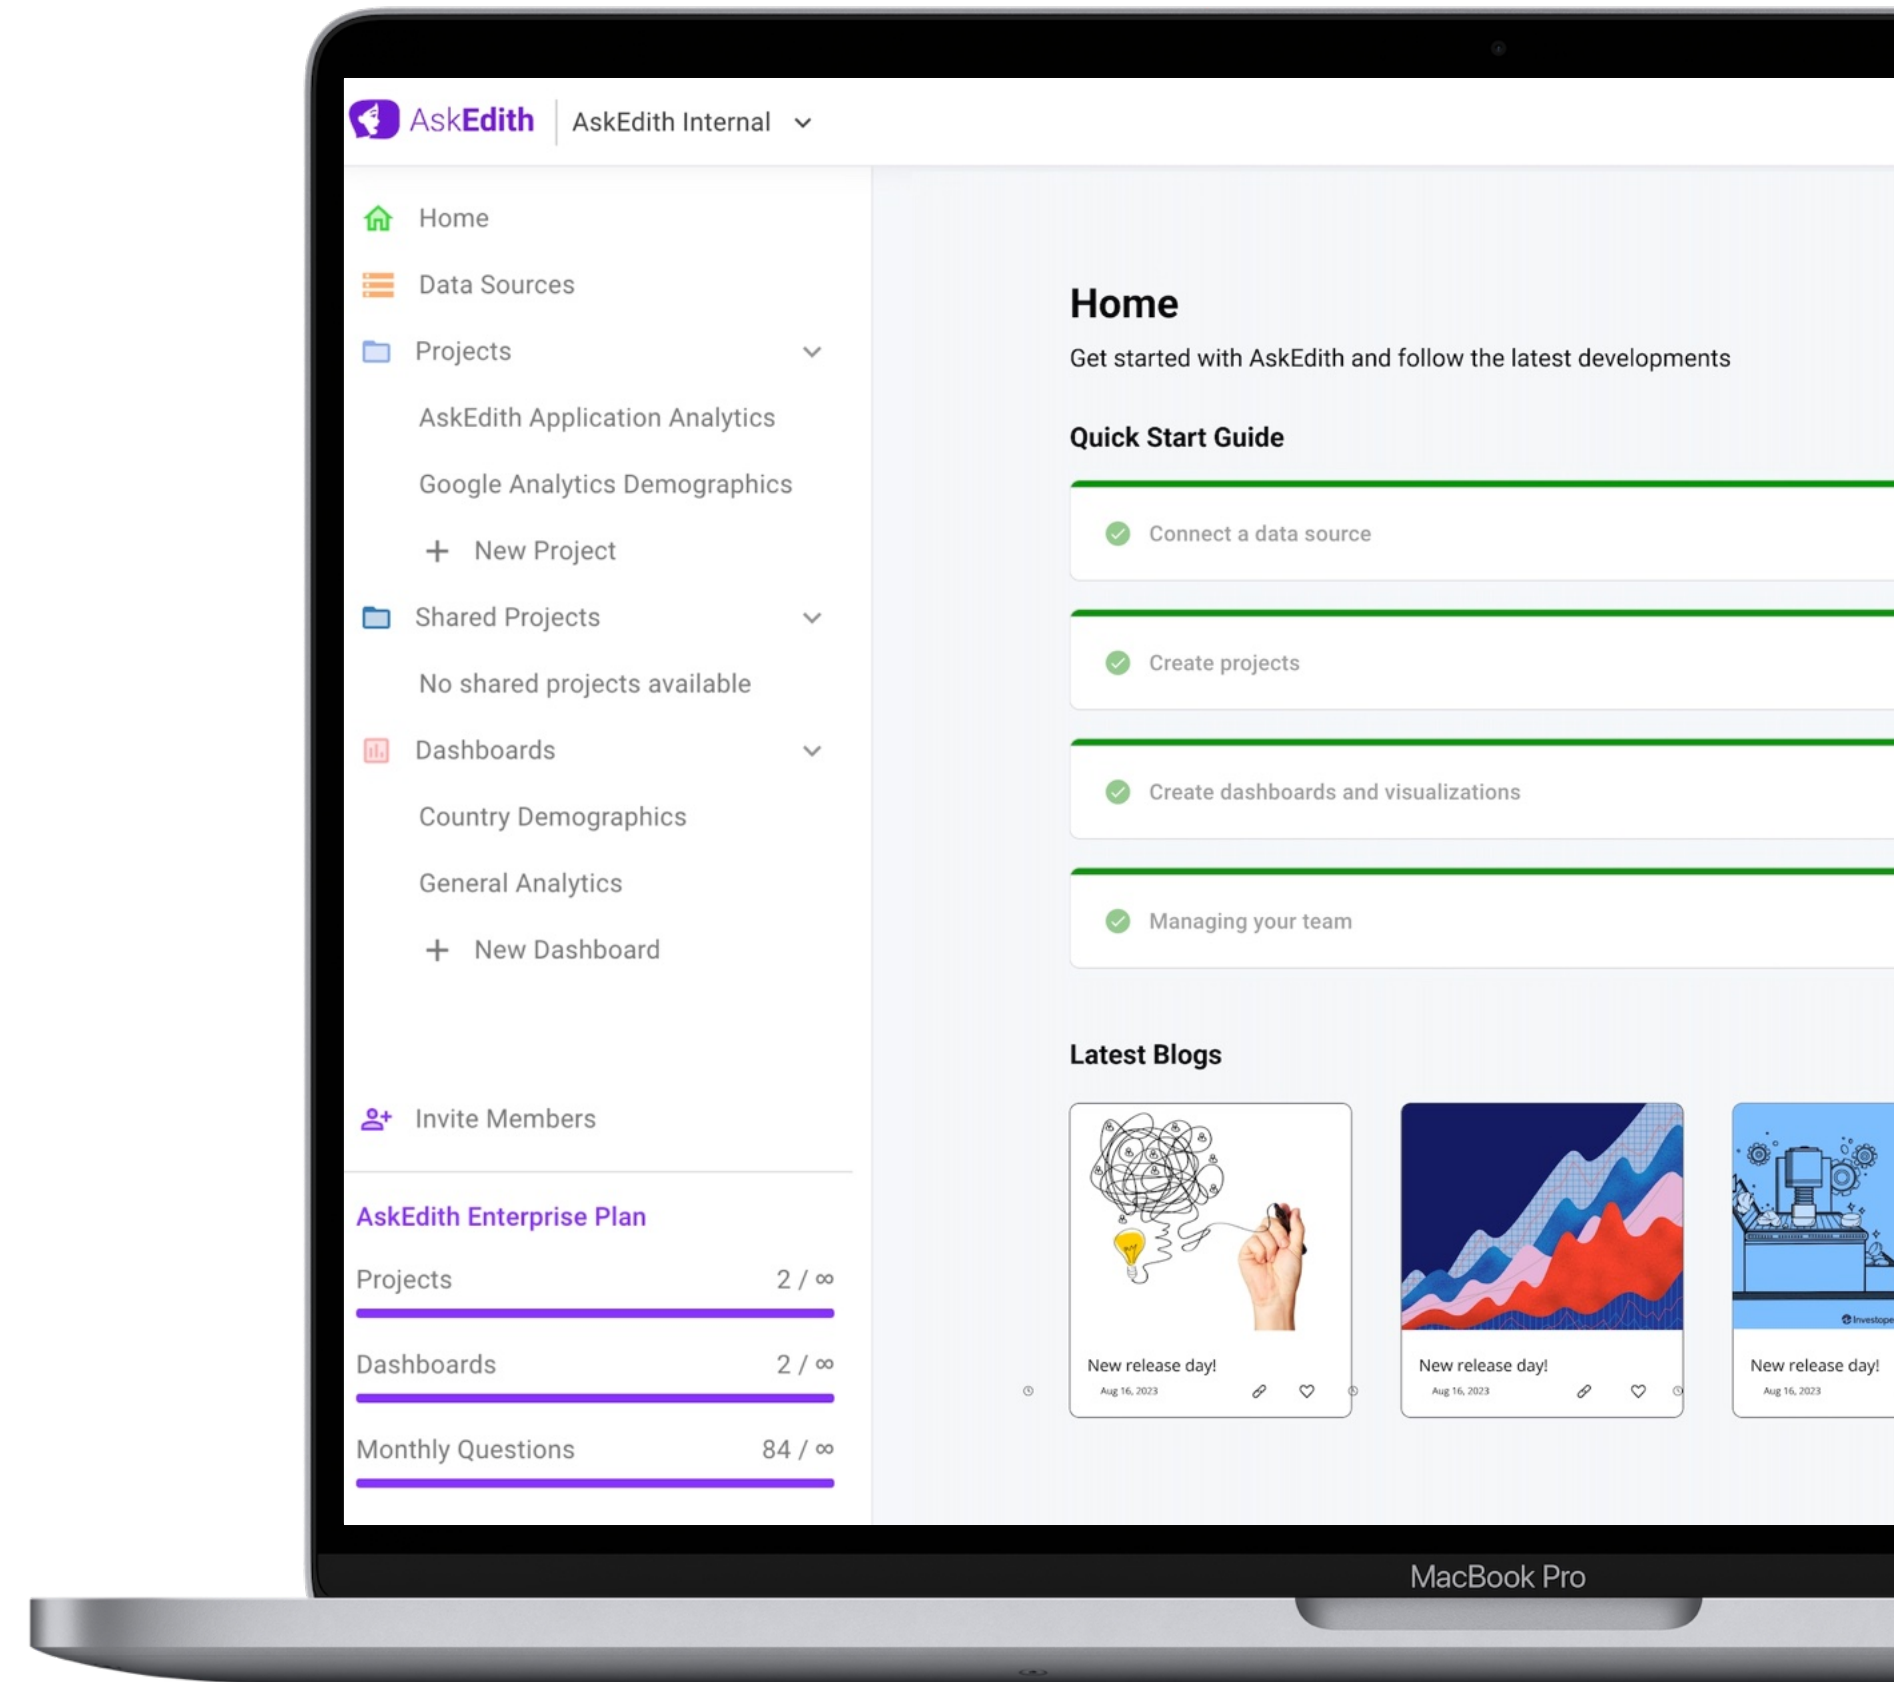 AskEdith
AskEdith Internal
Home
Data Sources
Projects
AskEdith Application Analytics
Google Analytics Demographics
+ New Project
Shared Projects
No shared projects available
Dashboards
Country Demographics
General Analytics
+ New Dashboard
Invite Members
AskEdith Enterprise Plan
Projects 2 / ∞
Dashboards 2 / ∞
Monthly Questions 84 / ∞
Home
Get started with AskEdith and follow the latest developments
Quick Start Guide
Connect a data source
Create projects
Create dashboards and visualizations
Managing your team
Latest Blogs
Investope
New release day!
Aug 16, 2023
New release day!
Aug 16, 2023
New release day!
Aug 16, 2023
MacBook Pro